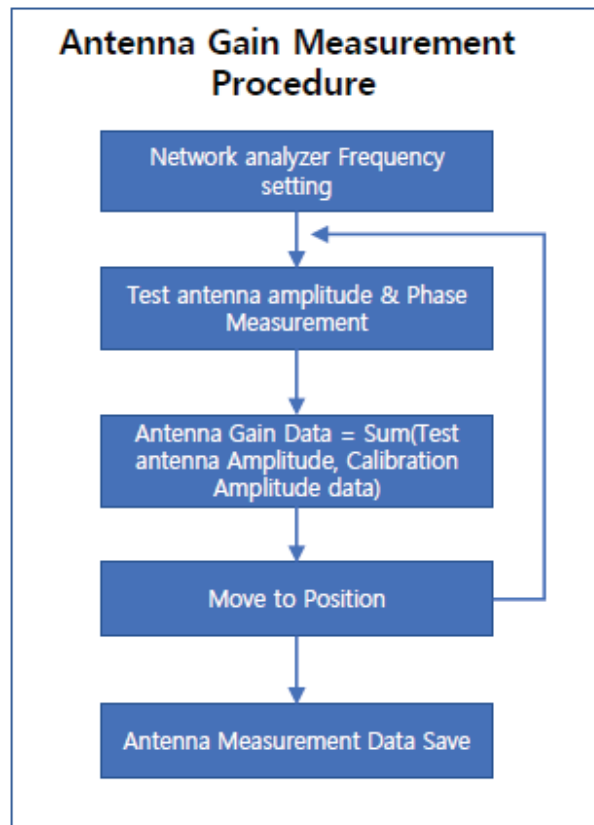 Antenna Gain Measurement
Procedure
Network analyzer Frequency
setting
Test antenna amplitude & Phase
Measurement
Antenna Gain Data = Sum(Test
antenna Amplitude, Calibration
Amplitude data)
Move to Position
Antenna Measurement Data Save